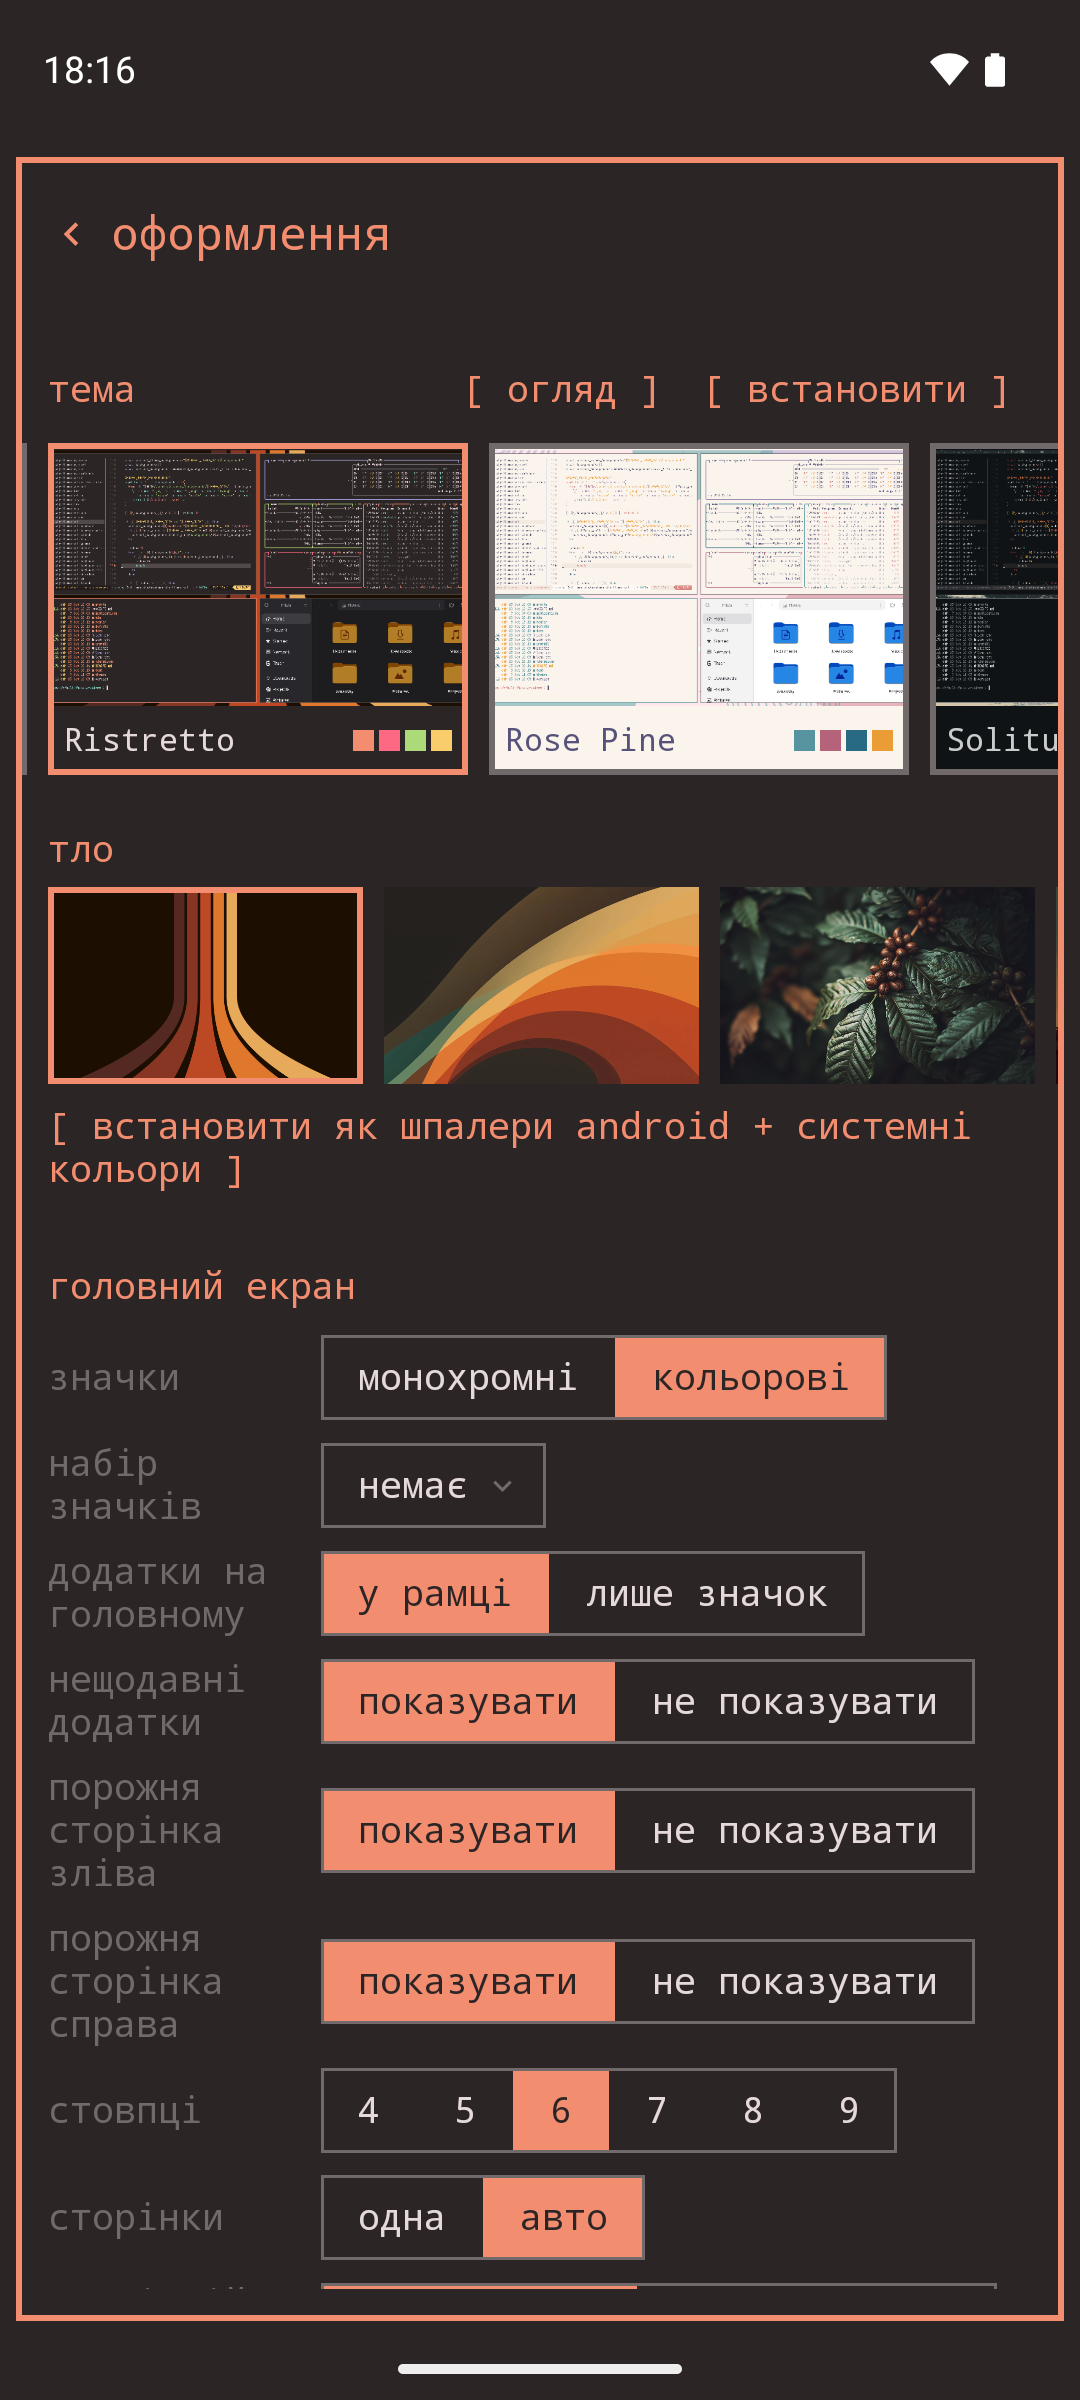 18:16
оформлення
тема
[ огляд ] [ встановити ]
Ristretto
Rose Pine
Solitu
тло
[ встановити як шпалери android + системні
кольори ]
головний екран
значки
монохромні кольорові
набір
значків
немає
додатки на
головному
у рамці лише значок
нещодавні
додатки
показувати не показувати
порожня
сторінка
зліва
показувати не показувати
порожня
сторінка
справа
показувати не показувати
стовпці
4 5 6 7 8 9
сторінки
одна авто